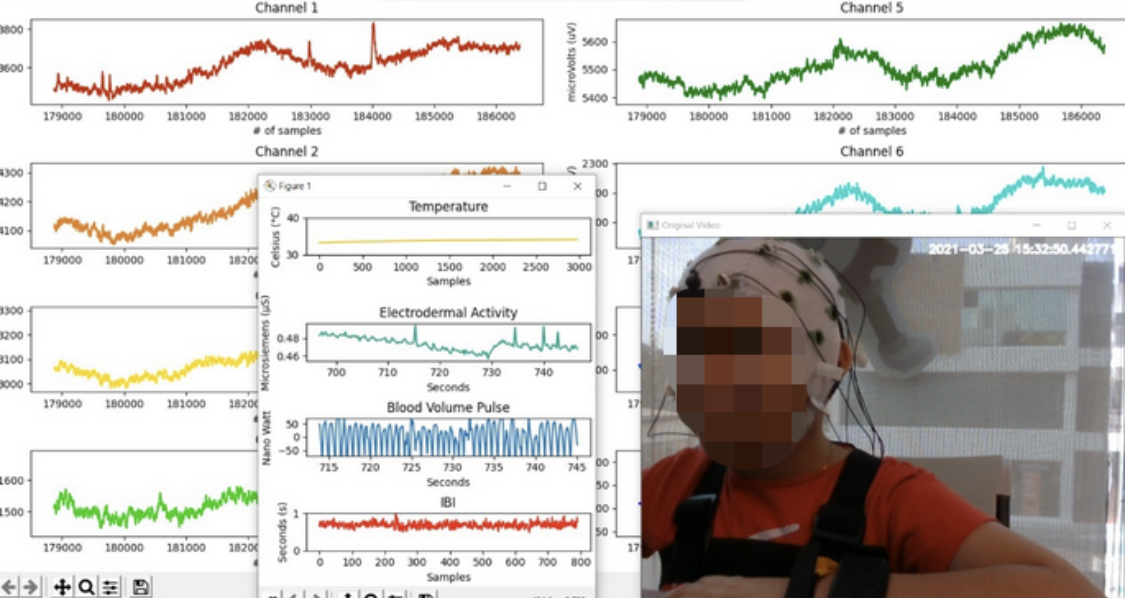 Channel 1
3800
3600
179000 180000 181000 182000 183000 184000 185000 186000
# of samples
Channel 5
microVolts (uV)
5600
5500
5400
179000 180000 181000 182000 183000 184000 185000 186000
# of samples
Channel 2
4300
4200
4100
179000 180000 181000
Channel 6
2300
3300
3200
3100
3000
179000 180000 181000
1600
1500
179000 180000 181000
Figure 1
Temperature
Celsius (°C)
40
30
0 500 1000 1500 2000 2500 3000
Samples
Electrodermal Activity
Microsiemens (µS)
0.48
0.46
700 710 720 730 740
Seconds
Blood Volume Pulse
Nano Watt
50
0
−50
715 720 725 730 735 740 745
Seconds
IBI
Seconds (s)
1
0
0 100 200 300 400 500 600 700 800
Samples
Original Video
2021-03-25 15:32:50.442771